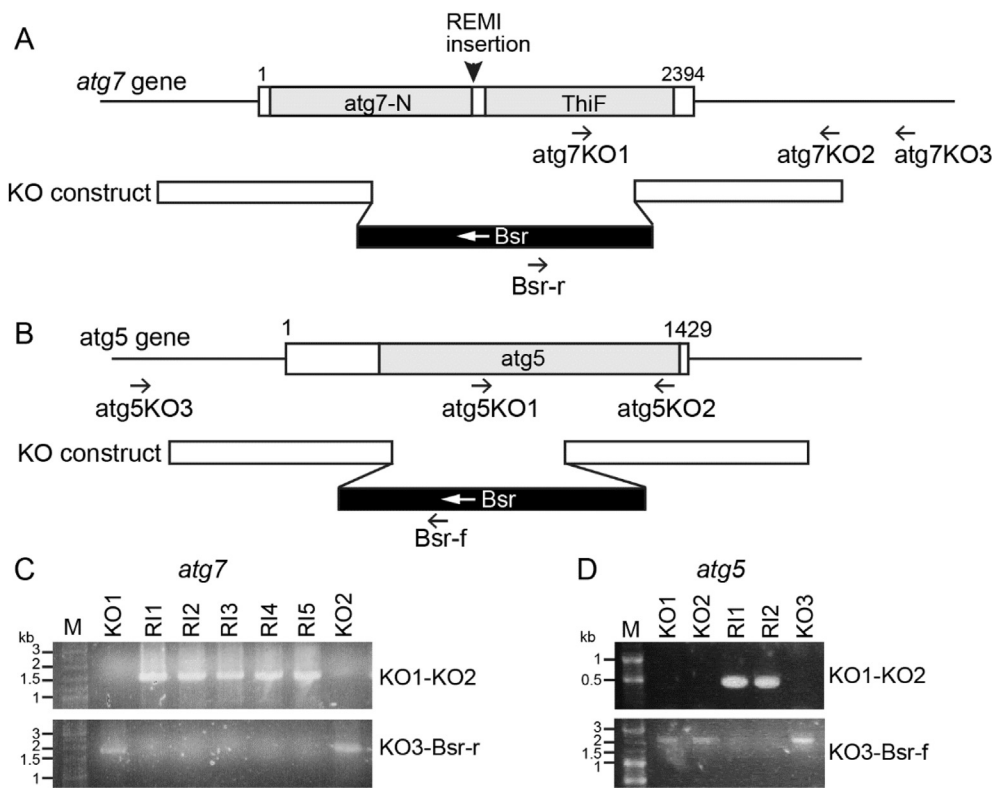 A
REMI
insertion
atg7 gene
1
2394
atg7-N
ThiF
atg7KO1
atg7KO2
atg7KO3
KO construct
Bsr
Bsr-r
B
atg5 gene
1
1429
atg5
atg5KO3
atg5KO1
atg5KO2
KO construct
Bsr
Bsr-f
C
atg7
kb
M
KO1
RI1
RI2
RI3
RI4
RI5
KO2
3
2
1.5
1
KO1-KO2
3
2
1.5
1
KO3-Bsr-r
D
atg5
kb
M
KO1
KO2
RI1
RI2
KO3
1
0.5
KO1-KO2
3
2
1.5
1
KO3-Bsr-f